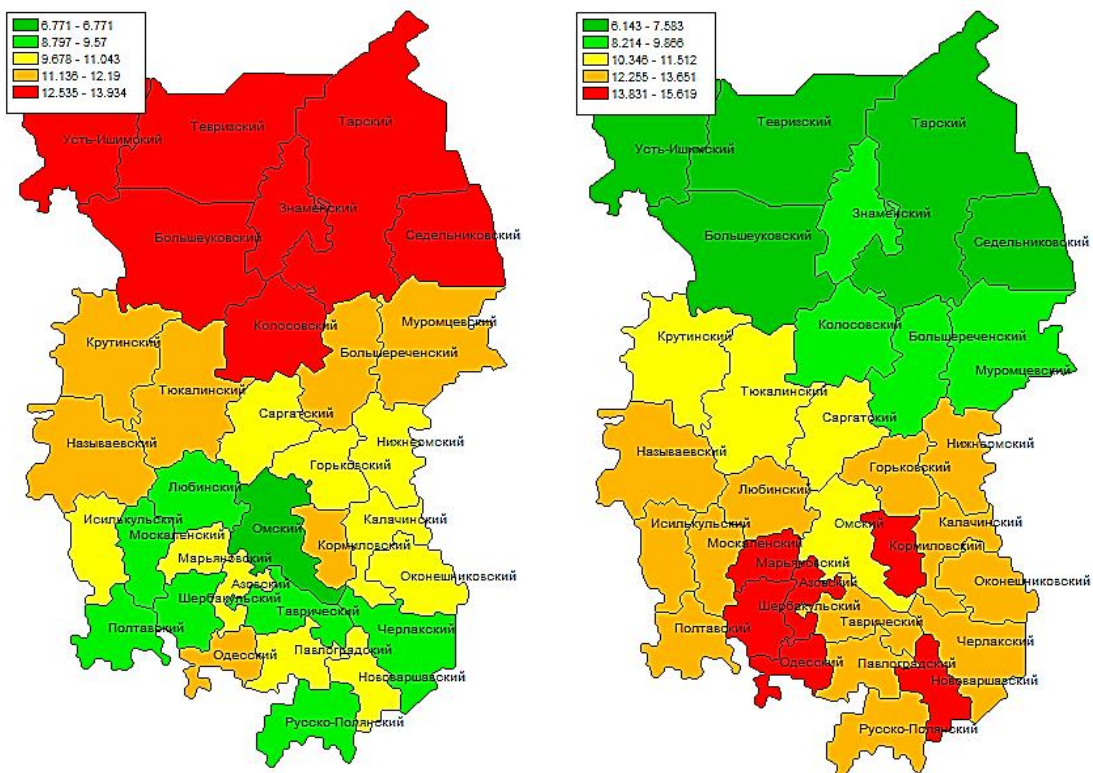 6.771 - 6.771
8.797 - 9.57
9.678 - 11.043
11.136 - 12.19
12.535 - 13.934
Усть-Ишимский
Тевризский
Тарский
Знаменский
Большеуковский
Седельниковский
Колосовский
Муромцевский
Крутинский
Большереченский
Тюкалинский
Саргатский
Называевский
Нижнеомский
Горьковский
Любинский
Исилькульский
Омский
Калачинский
Москаленский
Кормиловский
Марьяновский
Оконешниковский
Азовский
Шербакульский
Таврический
Полтавский
Черлакский
Одесский
Павлоградский
Нововаршавский
Русско-Полянский
6.143 - 7.583
8.214 - 9.866
10.346 - 11.512
12.255 - 13.651
13.831 - 15.619
Тевризский
Тарский
Усть-Ишимский
Знаменский
Большеуковский
Седельниковский
Колосовский
Большереченский
Крутинский
Муромцевский
Тюкалинский
Саргатский
Называевский
Нижнеомский
Горьковский
Любинский
Исилькульский
Омский
Калачинский
Москаленский
Кормиловский
Марьяновский
Оконешниковский
Азовский
Шербакульский
Таврический
Полтавский
Черлакский
Одесский
Павлоградский
Нововаршавский
Русско-Полянский